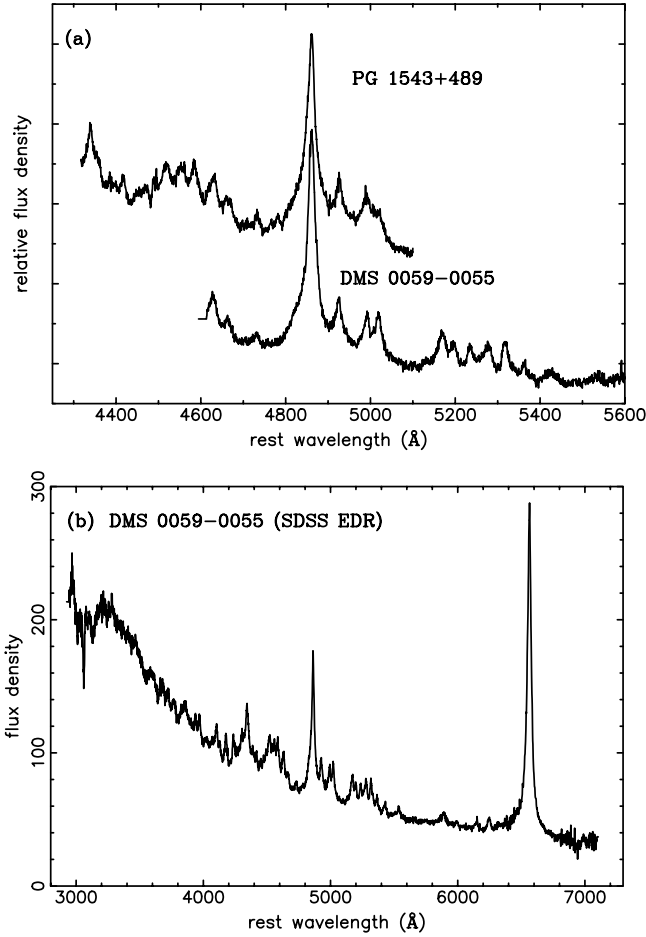 (a)
PG 1543+489
DMS 0059−0055
relative flux density
4400 4600 4800 5000 5200 5400 5600
rest wavelength (Å)
(b) DMS 0059−0055 (SDSS EDR)
300
200
100
0
flux density
3000 4000 5000 6000 7000
rest wavelength (Å)